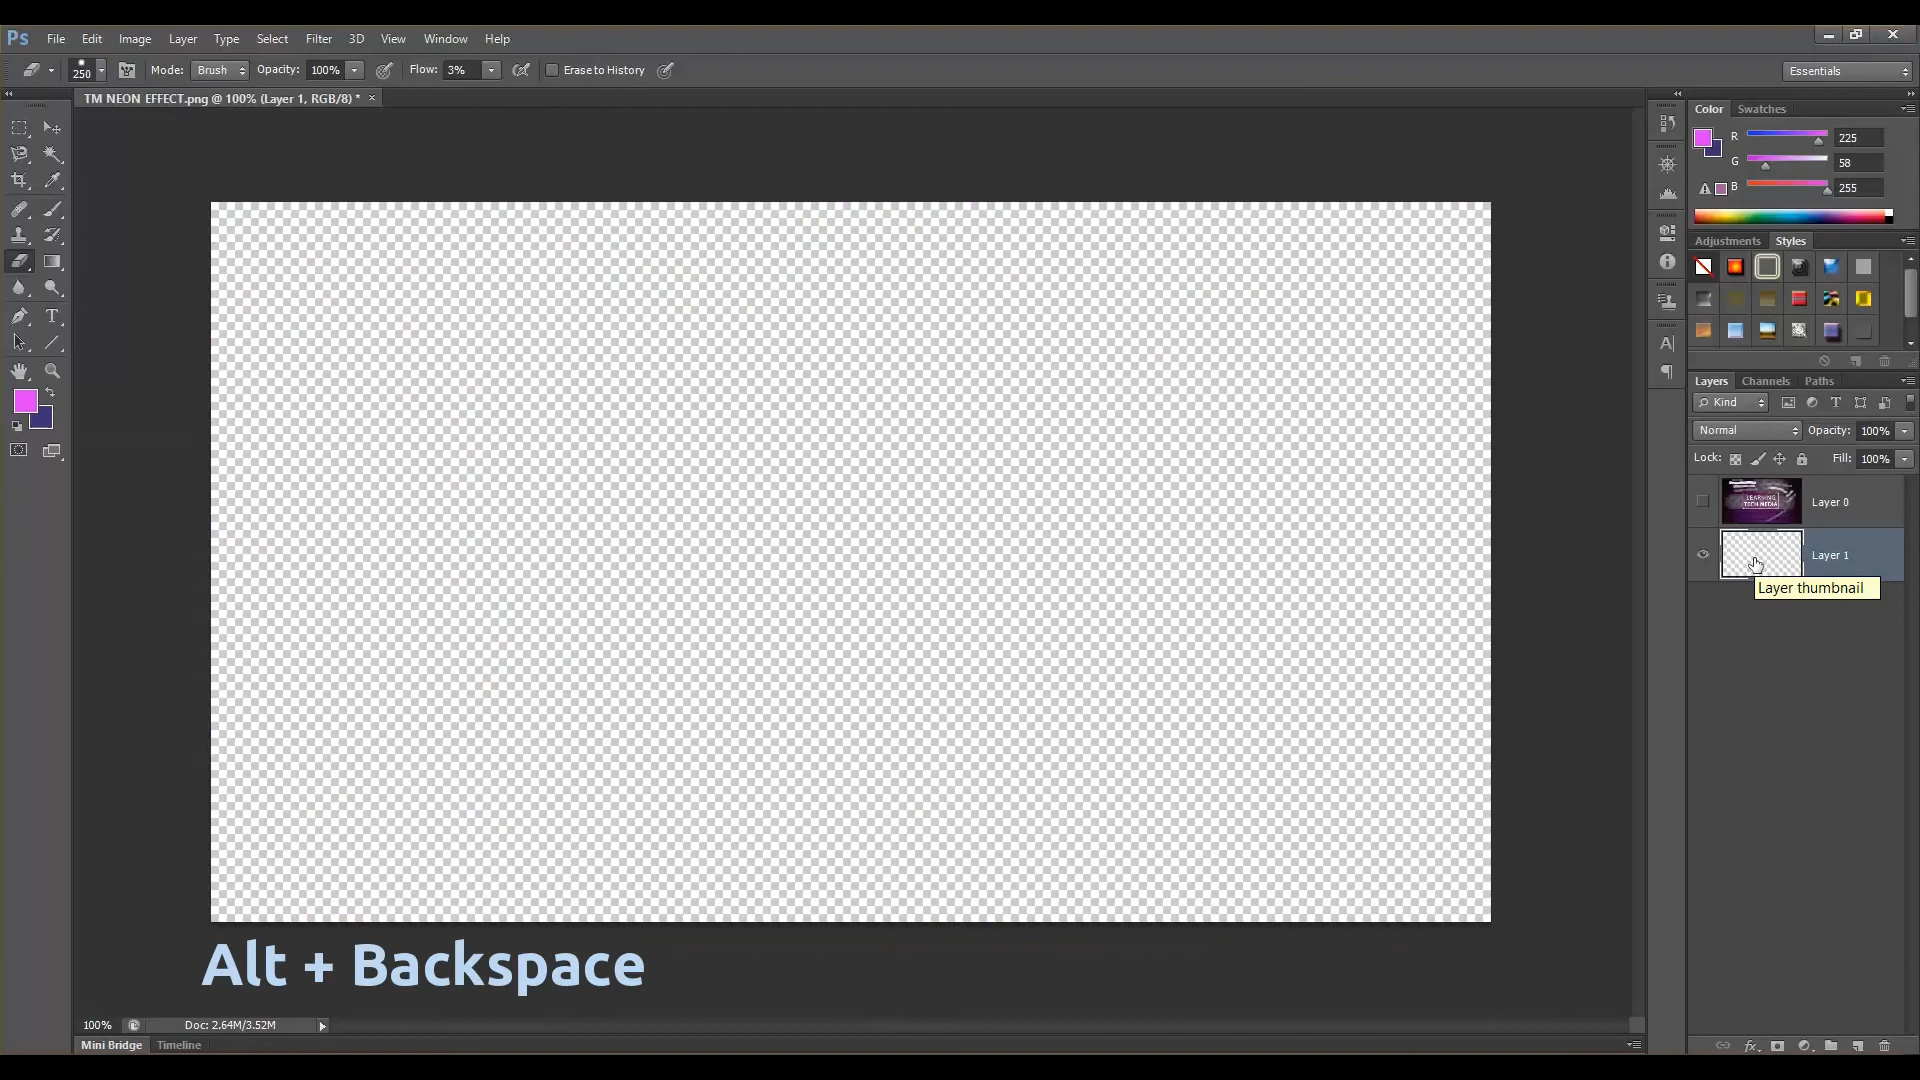 Ps File Edit Image Layer Type Select Filter 3D View Window Help
250 Mode: Brush Opacity: 100% Flow: 3% Erase to History Essentials
TM NEON EFFECT.png @ 100% (Layer 1, RGB/8) * ×
Color Swatches
R 225
G 58
B 255
Adjustments Styles
Layers Channels Paths
Kind
Normal Opacity: 100%
Lock: Fill: 100%
LEARNING
TECH MEDIA
Layer 0
Layer 1
Layer thumbnail
Alt + Backspace
100% Doc: 2.64M/3.52M
Mini Bridge Timeline